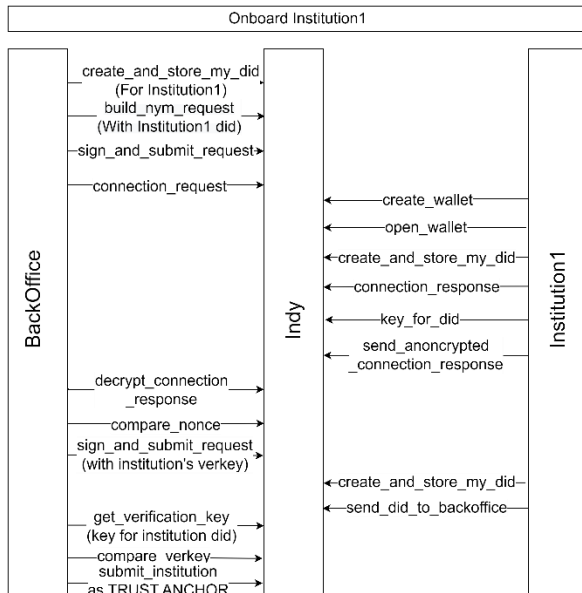 Onboard Institution1
BackOffice
Indy
Institution1
create_and_store_my_did
(For Institution1)
build_nym_request
(With Institution1 did)
sign_and_submit_request
connection_request
create_wallet
open_wallet
create_and_store_my_did
connection_response
key_for_did
send_anoncrypted
_connection_response
decrypt_connection
_response
compare_nonce
sign_and_submit_request
(with institution's verkey)
create_and_store_my_did
send_did_to_backoffice
get_verification_key
(key for institution did)
compare_verkey
submit_institution
as TRUST ANCHOR